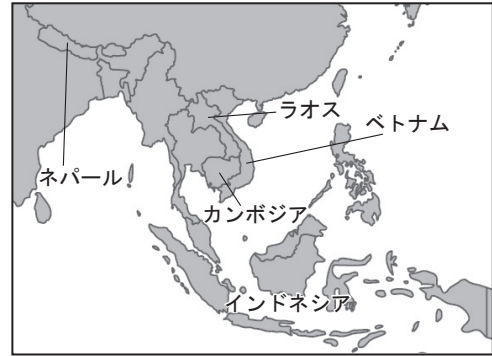 ラオス
ベトナム
ネパール
カンボジア
インドネシア